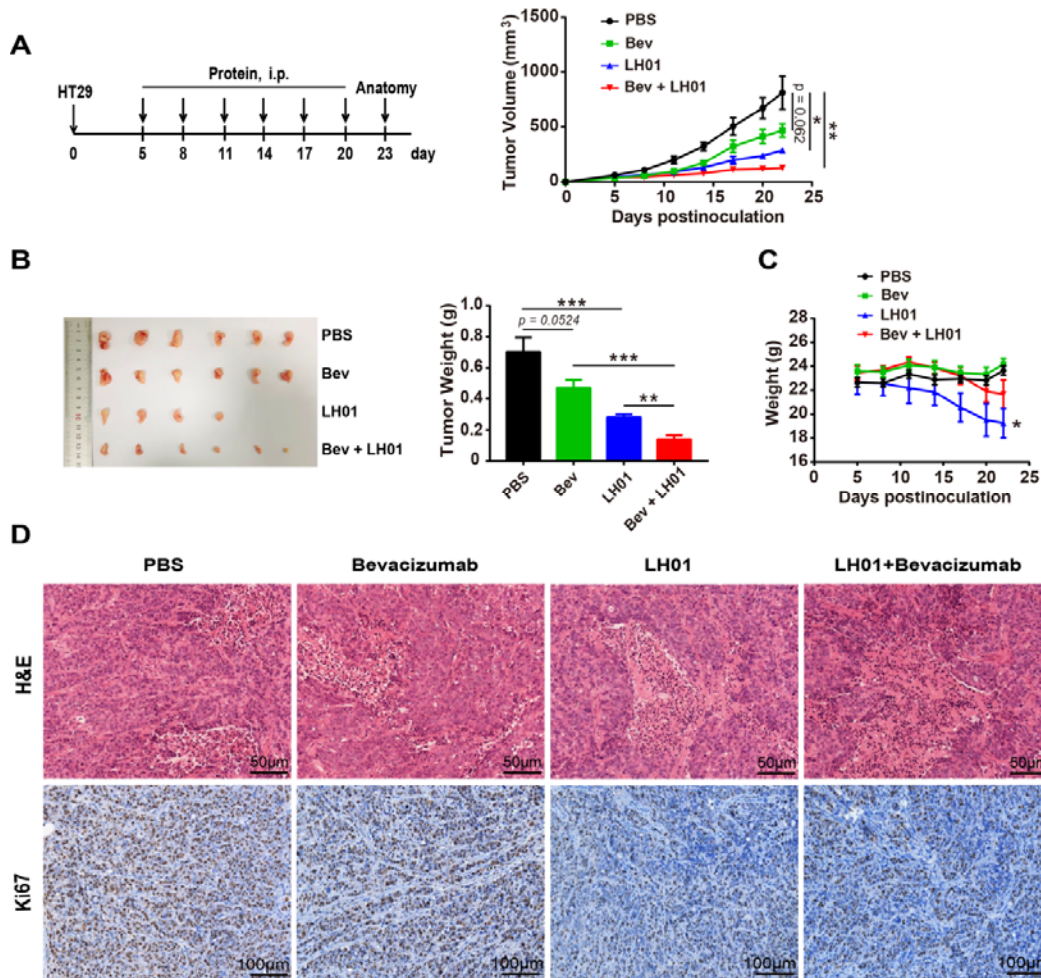 A
HT29
Protein, i.p.
Anatomy
0 5 8 11 14 17 20 23 day
PBS
Bev
LH01
Bev + LH01
Tumor Volume (mm³)
1500
1000
500
0
0 5 10 15 20 25
Days postinoculation
p = 0.062
*
**
B
PBS
Bev
LH01
Bev + LH01
Tumor Weight (g)
1.0
0.8
0.6
0.4
0.2
0
***
p = 0.0524
***
**
PBS
Bev
LH01
Bev + LH01
C
PBS
Bev
LH01
Bev + LH01
Weight (g)
28
26
24
22
20
18
16
*
0 5 10 15 20 25
Days postinoculation
D
PBS Bevacizumab LH01 LH01+Bevacizumab
H&E
50μm 50μm 50μm 50μm
Ki67
100μm 100μm 100μm 100μm